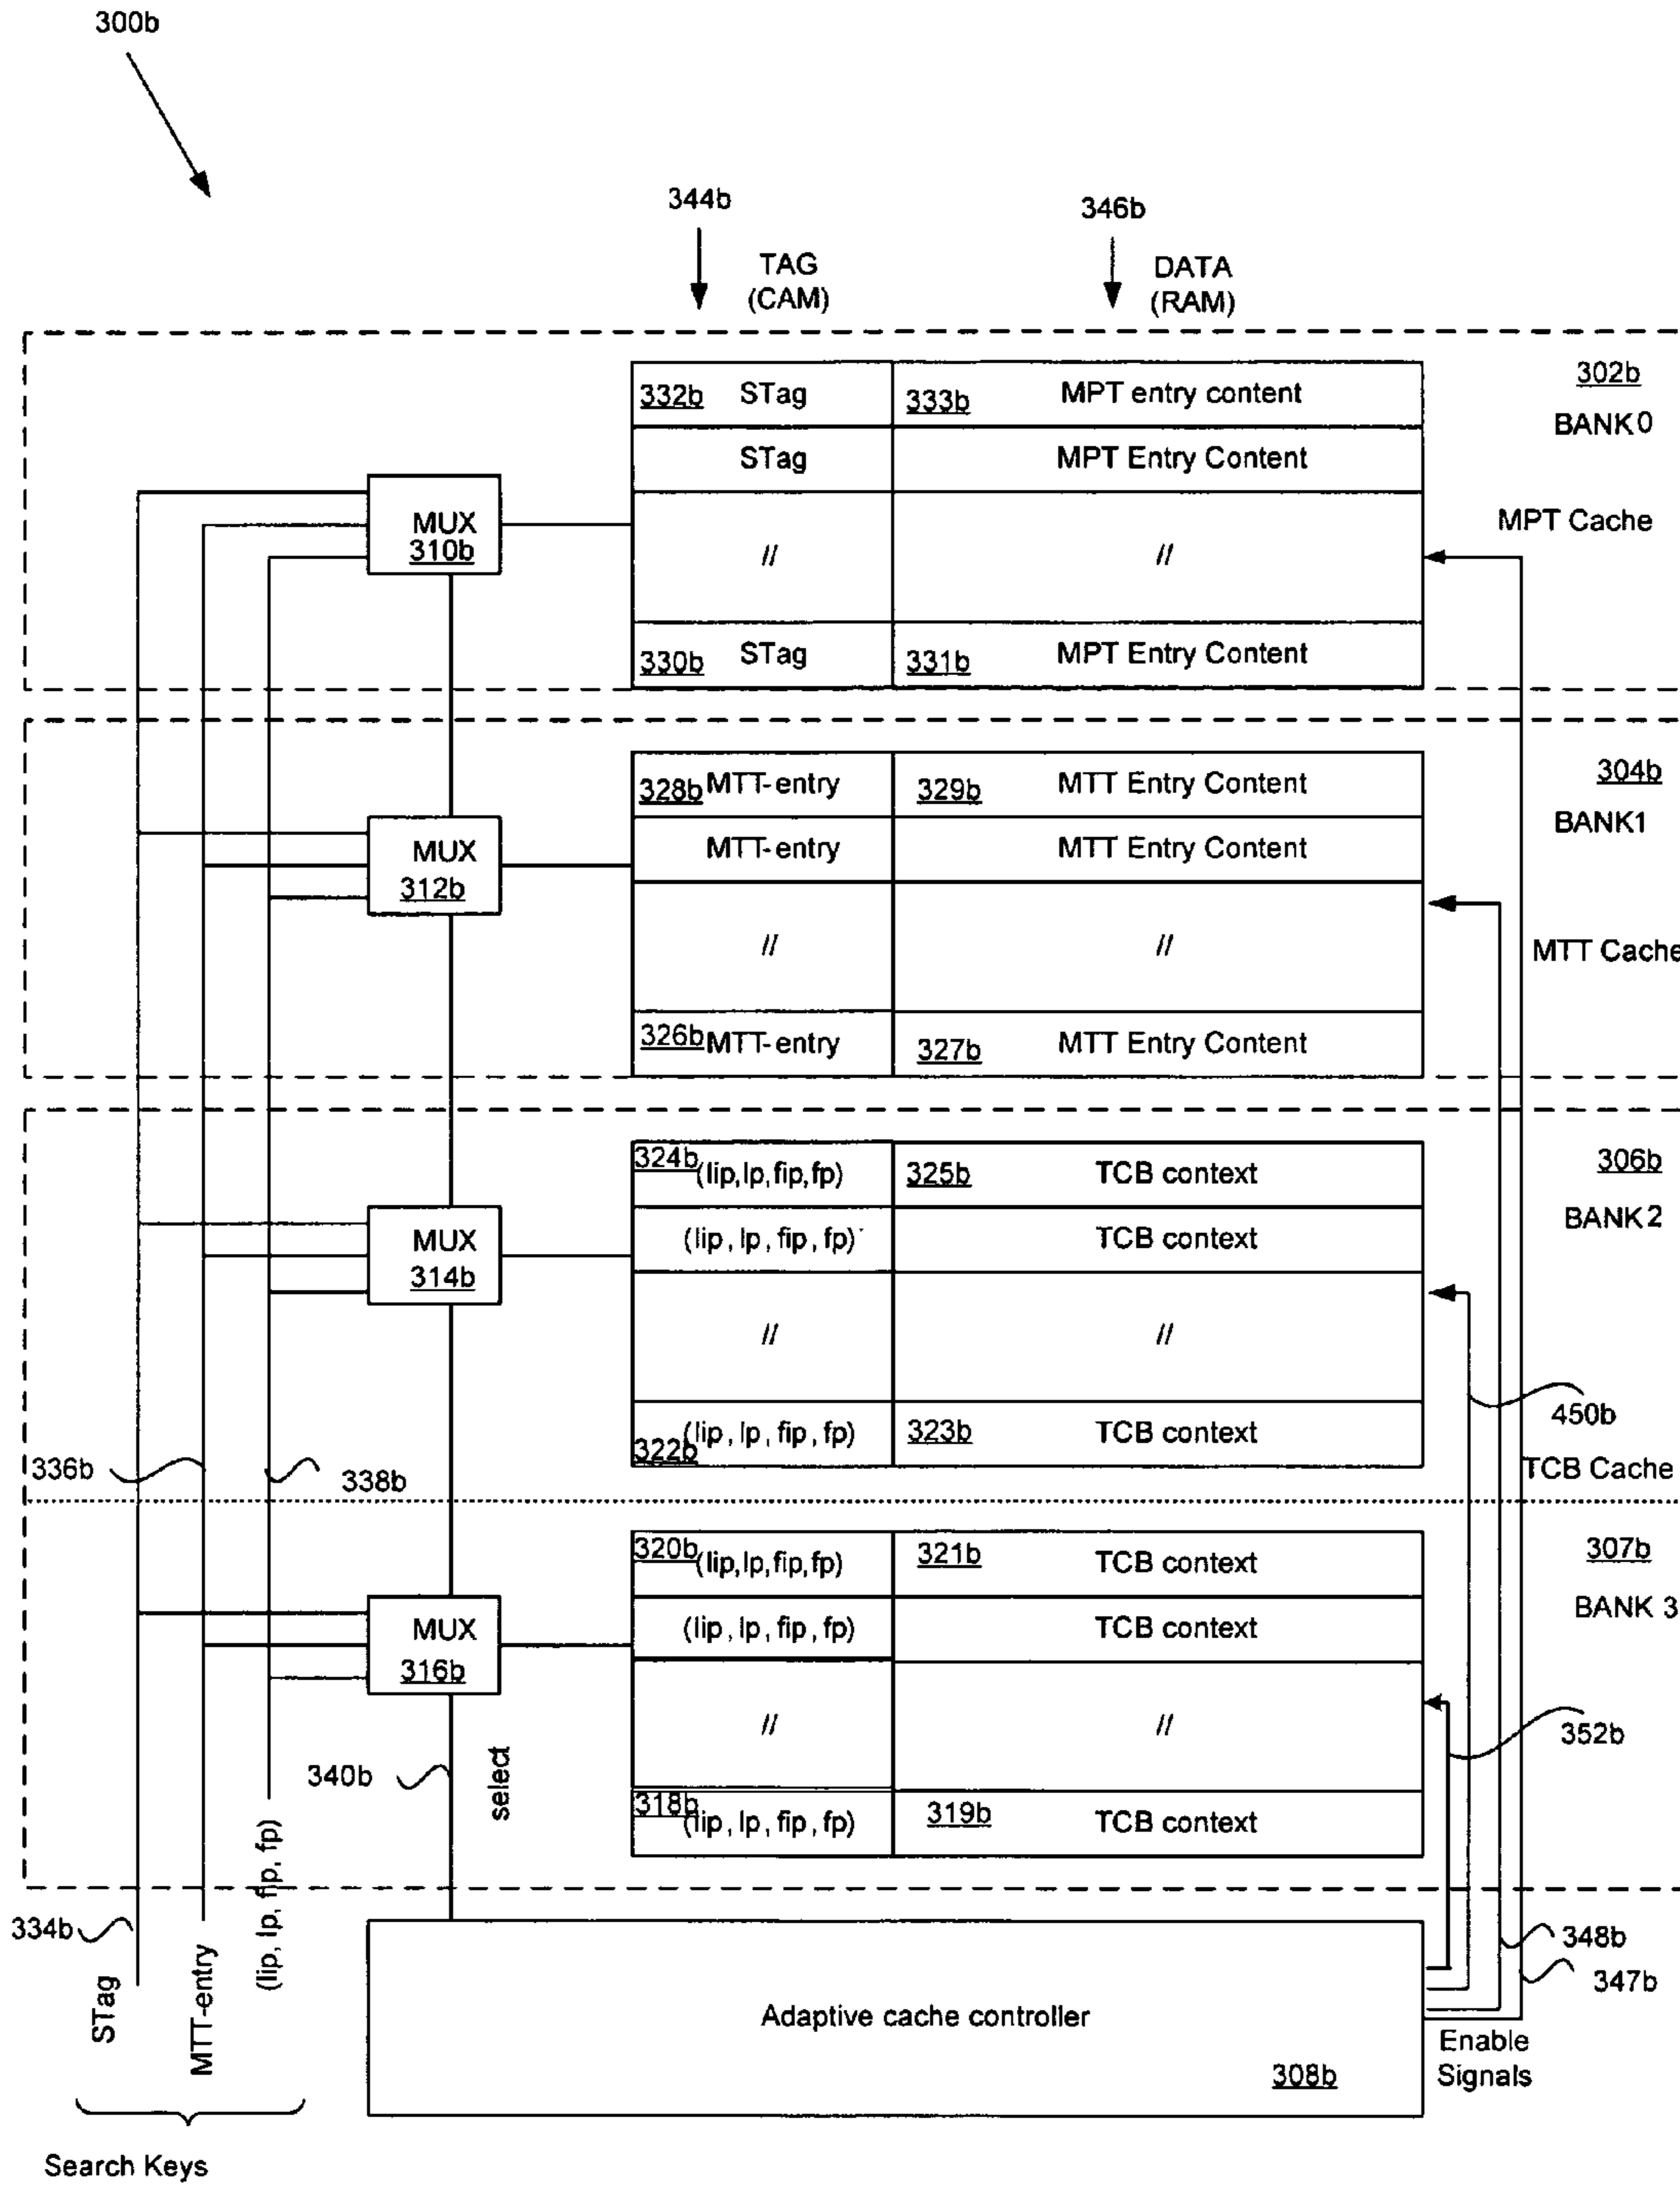 300b
344b
346b
TAG
(CAM)
DATA
(RAM)
332b STag 333b MPT entry content
302b
BANK0
STag MPT Entry Content
MUX
310b
// //
MPT Cache
330b STag 331b MPT Entry Content
328b MTT-entry 329b MTT Entry Content
304b
BANK1
MTT-entry MTT Entry Content
MUX
312b
// //
MTT Cache
326b MTT-entry 327b MTT Entry Content
324b (lip,lp,fip,fp) 325b TCB context
306b
BANK2
(lip, lp, fip, fp) TCB context
MUX
314b
// //
450b
322b (lip, lp, fip, fp) 323b TCB context
336b
338b
TCB Cache
320b (lip,lp,fip,fp) 321b TCB context
307b
BANK 3
(lip, lp, fip, fp) TCB context
MUX
316b
// //
352b
340b
select
318b (lip, lp, fip, fp) 319b TCB context
334b
STag
MTT-entry
(lip, lp, fip, fp)
348b
347b
Adaptive cache controller
308b
Enable
Signals
Search Keys